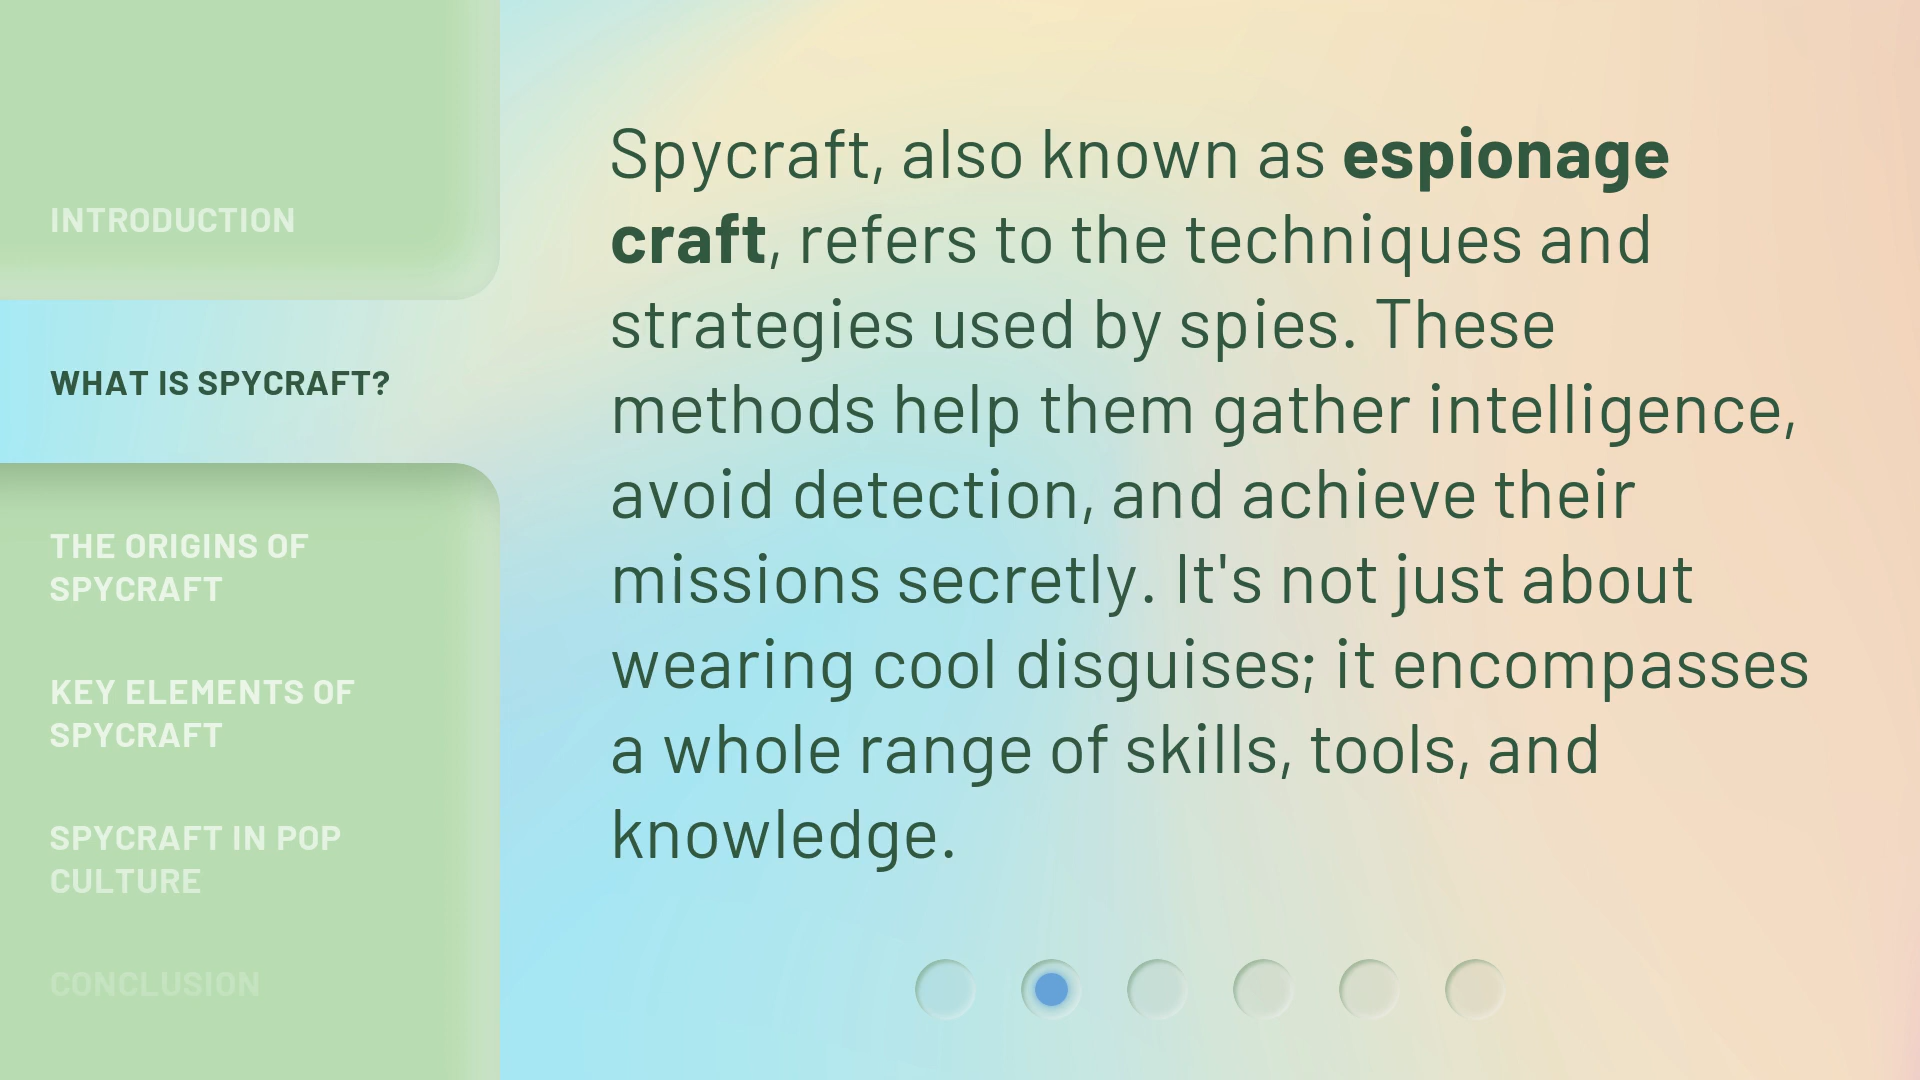 INTRODUCTION
WHAT IS SPYCRAFT?
THE ORIGINS OF
SPYCRAFT
KEY ELEMENTS OF
SPYCRAFT
SPYCRAFT IN POP
CULTURE
CONCLUSION
Spycraft, also known as espionage
craft, refers to the techniques and
strategies used by spies. These
methods help them gather intelligence,
avoid detection, and achieve their
missions secretly. It's not just about
wearing cool disguises; it encompasses
a whole range of skills, tools, and
knowledge.